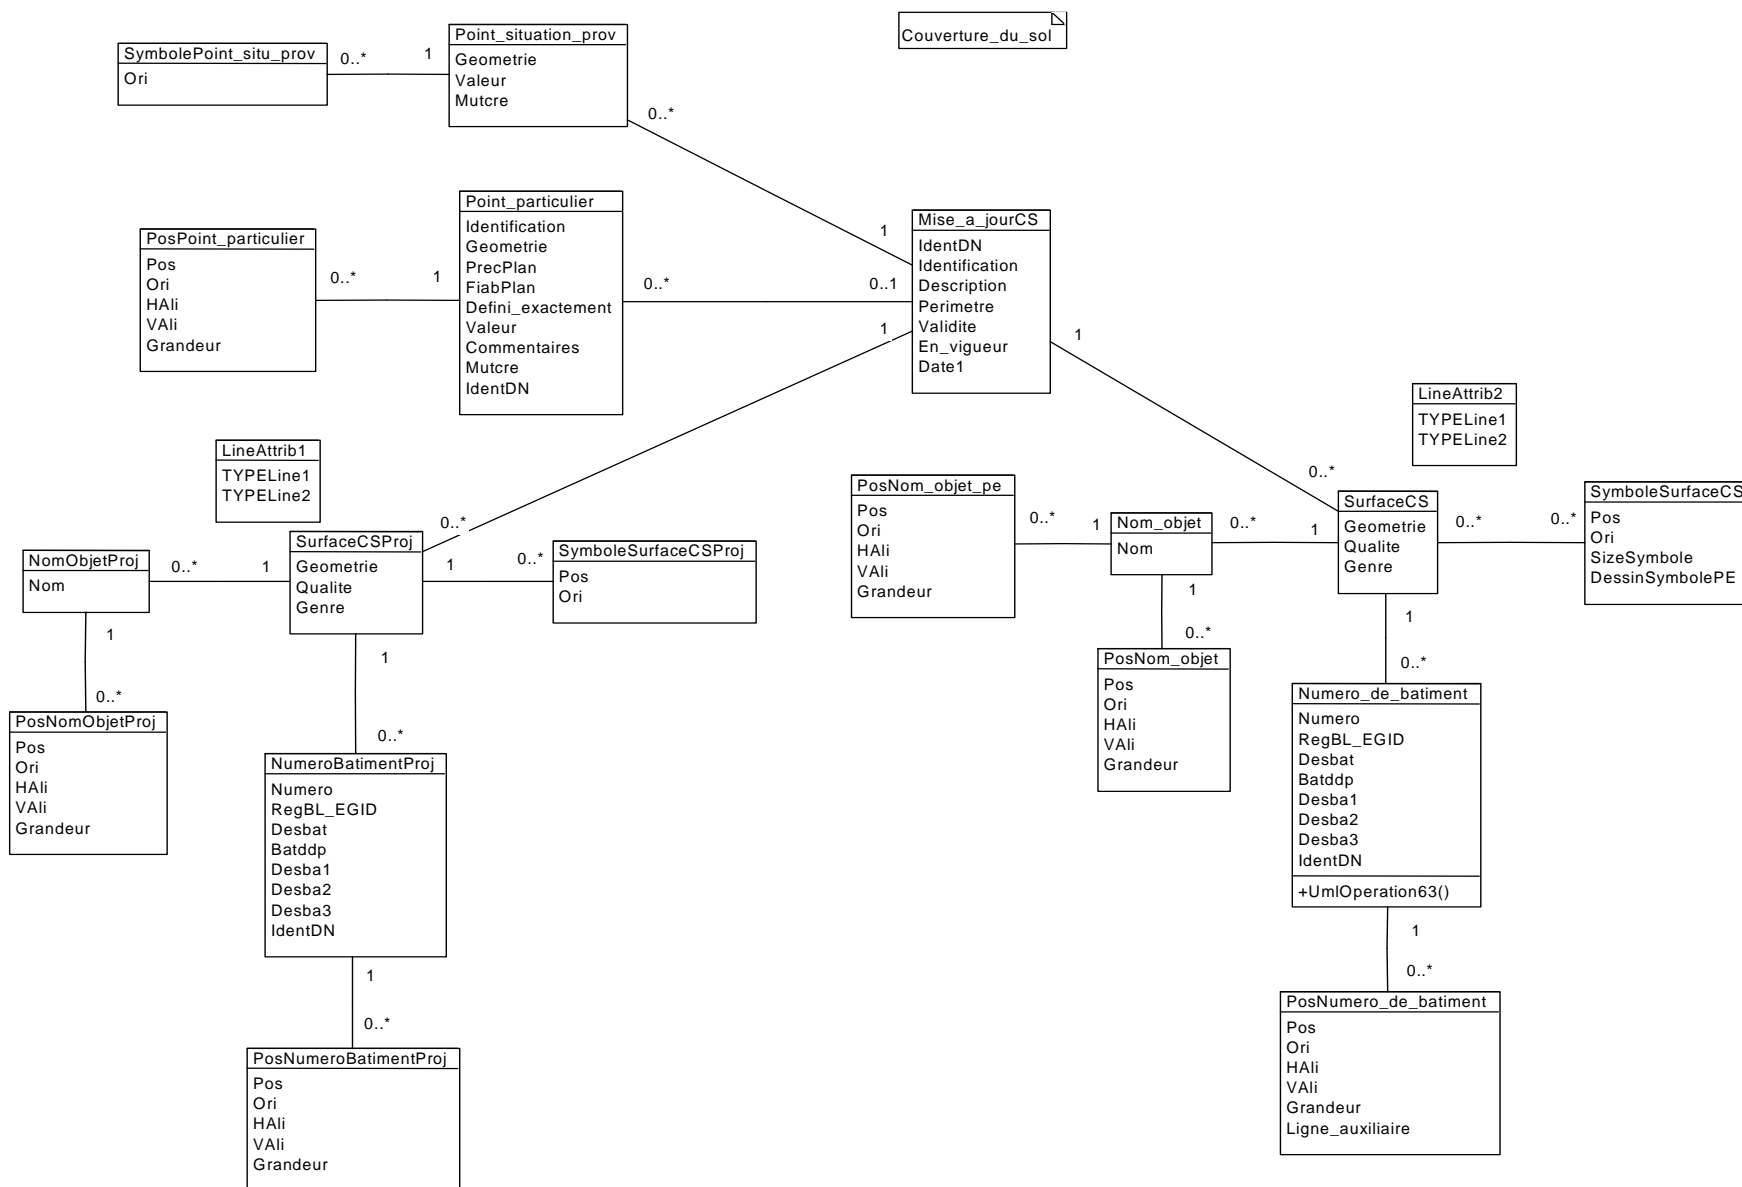 Couverture_du_sol
SymbolePoint_situ_prov
Ori
0..*
1
Point_situation_prov
Geometrie
Valeur
Mutcre
0..*
1
PosPoint_particulier
Pos
Ori
HAli
VAli
Grandeur
0..*
1
Point_particulier
Identification
Geometrie
PrecPlan
FiabPlan
Defini_exactement
Valeur
Commentaires
Mutcre
IdentDN
0..*
0..1
Mise_a_jourCS
IdentDN
Identification
Description
Perimetre
Validite
En_vigueur
Date1
1
0..*
1
0..*
LineAttrib1
TYPELine1
TYPELine2
LineAttrib2
TYPELine1
TYPELine2
NomObjetProj
Nom
0..*
1
SurfaceCSProj
Geometrie
Qualite
Genre
1
0..*
SymboleSurfaceCSProj
Pos
Ori
1
0..*
PosNomObjetProj
Pos
Ori
HAli
VAli
Grandeur
1
0..*
NumeroBatimentProj
Numero
RegBL_EGID
Desbat
Batddp
Desba1
Desba2
Desba3
IdentDN
1
0..*
PosNumeroBatimentProj
Pos
Ori
HAli
VAli
Grandeur
PosNom_objet_pe
Pos
Ori
HAli
VAli
Grandeur
0..*
1
Nom_objet
Nom
0..*
1
SurfaceCS
Geometrie
Qualite
Genre
0..*
0..*
SymboleSurfaceCS
Pos
Ori
SizeSymbole
DessinSymbolePE
1
0..*
PosNom_objet
Pos
Ori
HAli
VAli
Grandeur
1
0..*
Numero_de_batiment
Numero
RegBL_EGID
Desbat
Batddp
Desba1
Desba2
Desba3
IdentDN
+UmlOperation63()
1
0..*
PosNumero_de_batiment
Pos
Ori
HAli
VAli
Grandeur
Ligne_auxiliaire